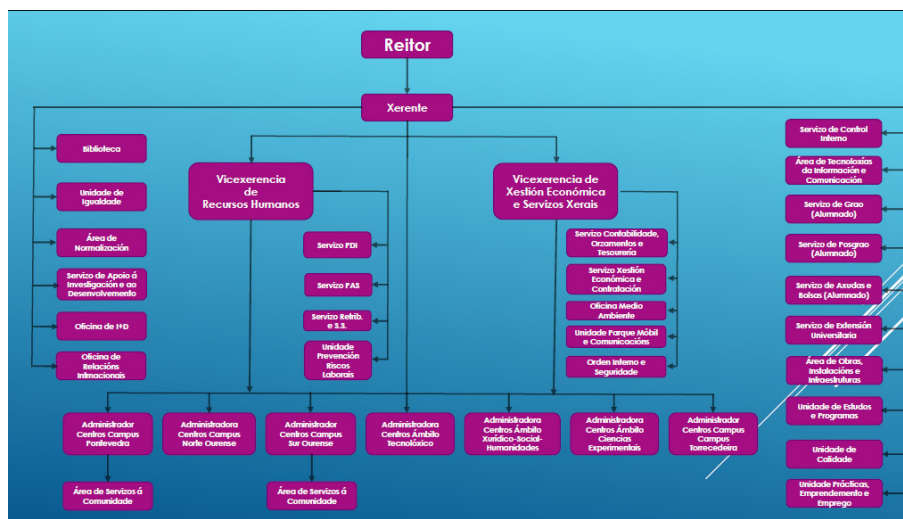 Reitor
Xerente
Biblioteca
Unidade de
Igualdade
Área de
Normalización
Servizo de Apoio á
Investigación e ao
Desenvolvemento
Oficina de I+D
Oficina de
Relacións
Intrnacionais
Vicexerencia
de
Recursos Humanos
Servizo PDI
Servizo PAS
Servizo Retrib.
e S.S.
Unidade
Prevención
Riscos
Laborais
Vicexerencia de
Xestión Económica
e Servizos Xerais
Servizo Contabilidade,
Orzamentos e
Tesourería
Servizo Xestión
Económica e
Contratación
Oficina Medio
Ambiente
Unidade Parque Móbil
e Comunicacións
Orden Interno e
Seguridade
Servizo de Control
Inferno
Área de Tecnoloxías
da Información e
Comunicación
Servizo de Grao
(Alumnado)
Servizo de Posgrao
(Alumnado)
Servizo de Axudas e
Bolsas (Alumnado)
Servizo de Extensión
Universitaria
Área de Obras,
Instalacións e
Infraestruturas
Unidade de Estudos
e Programas
Unidade de
Calidade
Unidade Prácticas,
Emprendemento e
Emprego
Administrador
Centros Campus
Pontevedra
Administradora
Centros Campus
Norte Ourense
Administrador
Centros Campus
Sur Ourense
Administradora
Centros Ámbito
Tecnolóxico
Administradora
Centros Ámbito
Xurídico-Social-
Humanidades
Administradora
Centros Ámbito
Ciencias
Experimentais
Administrador
Centros Campus
Campus
Torrecedeira
Área de Servizos á
Comunidade
Área de Servizos á
Comunidade